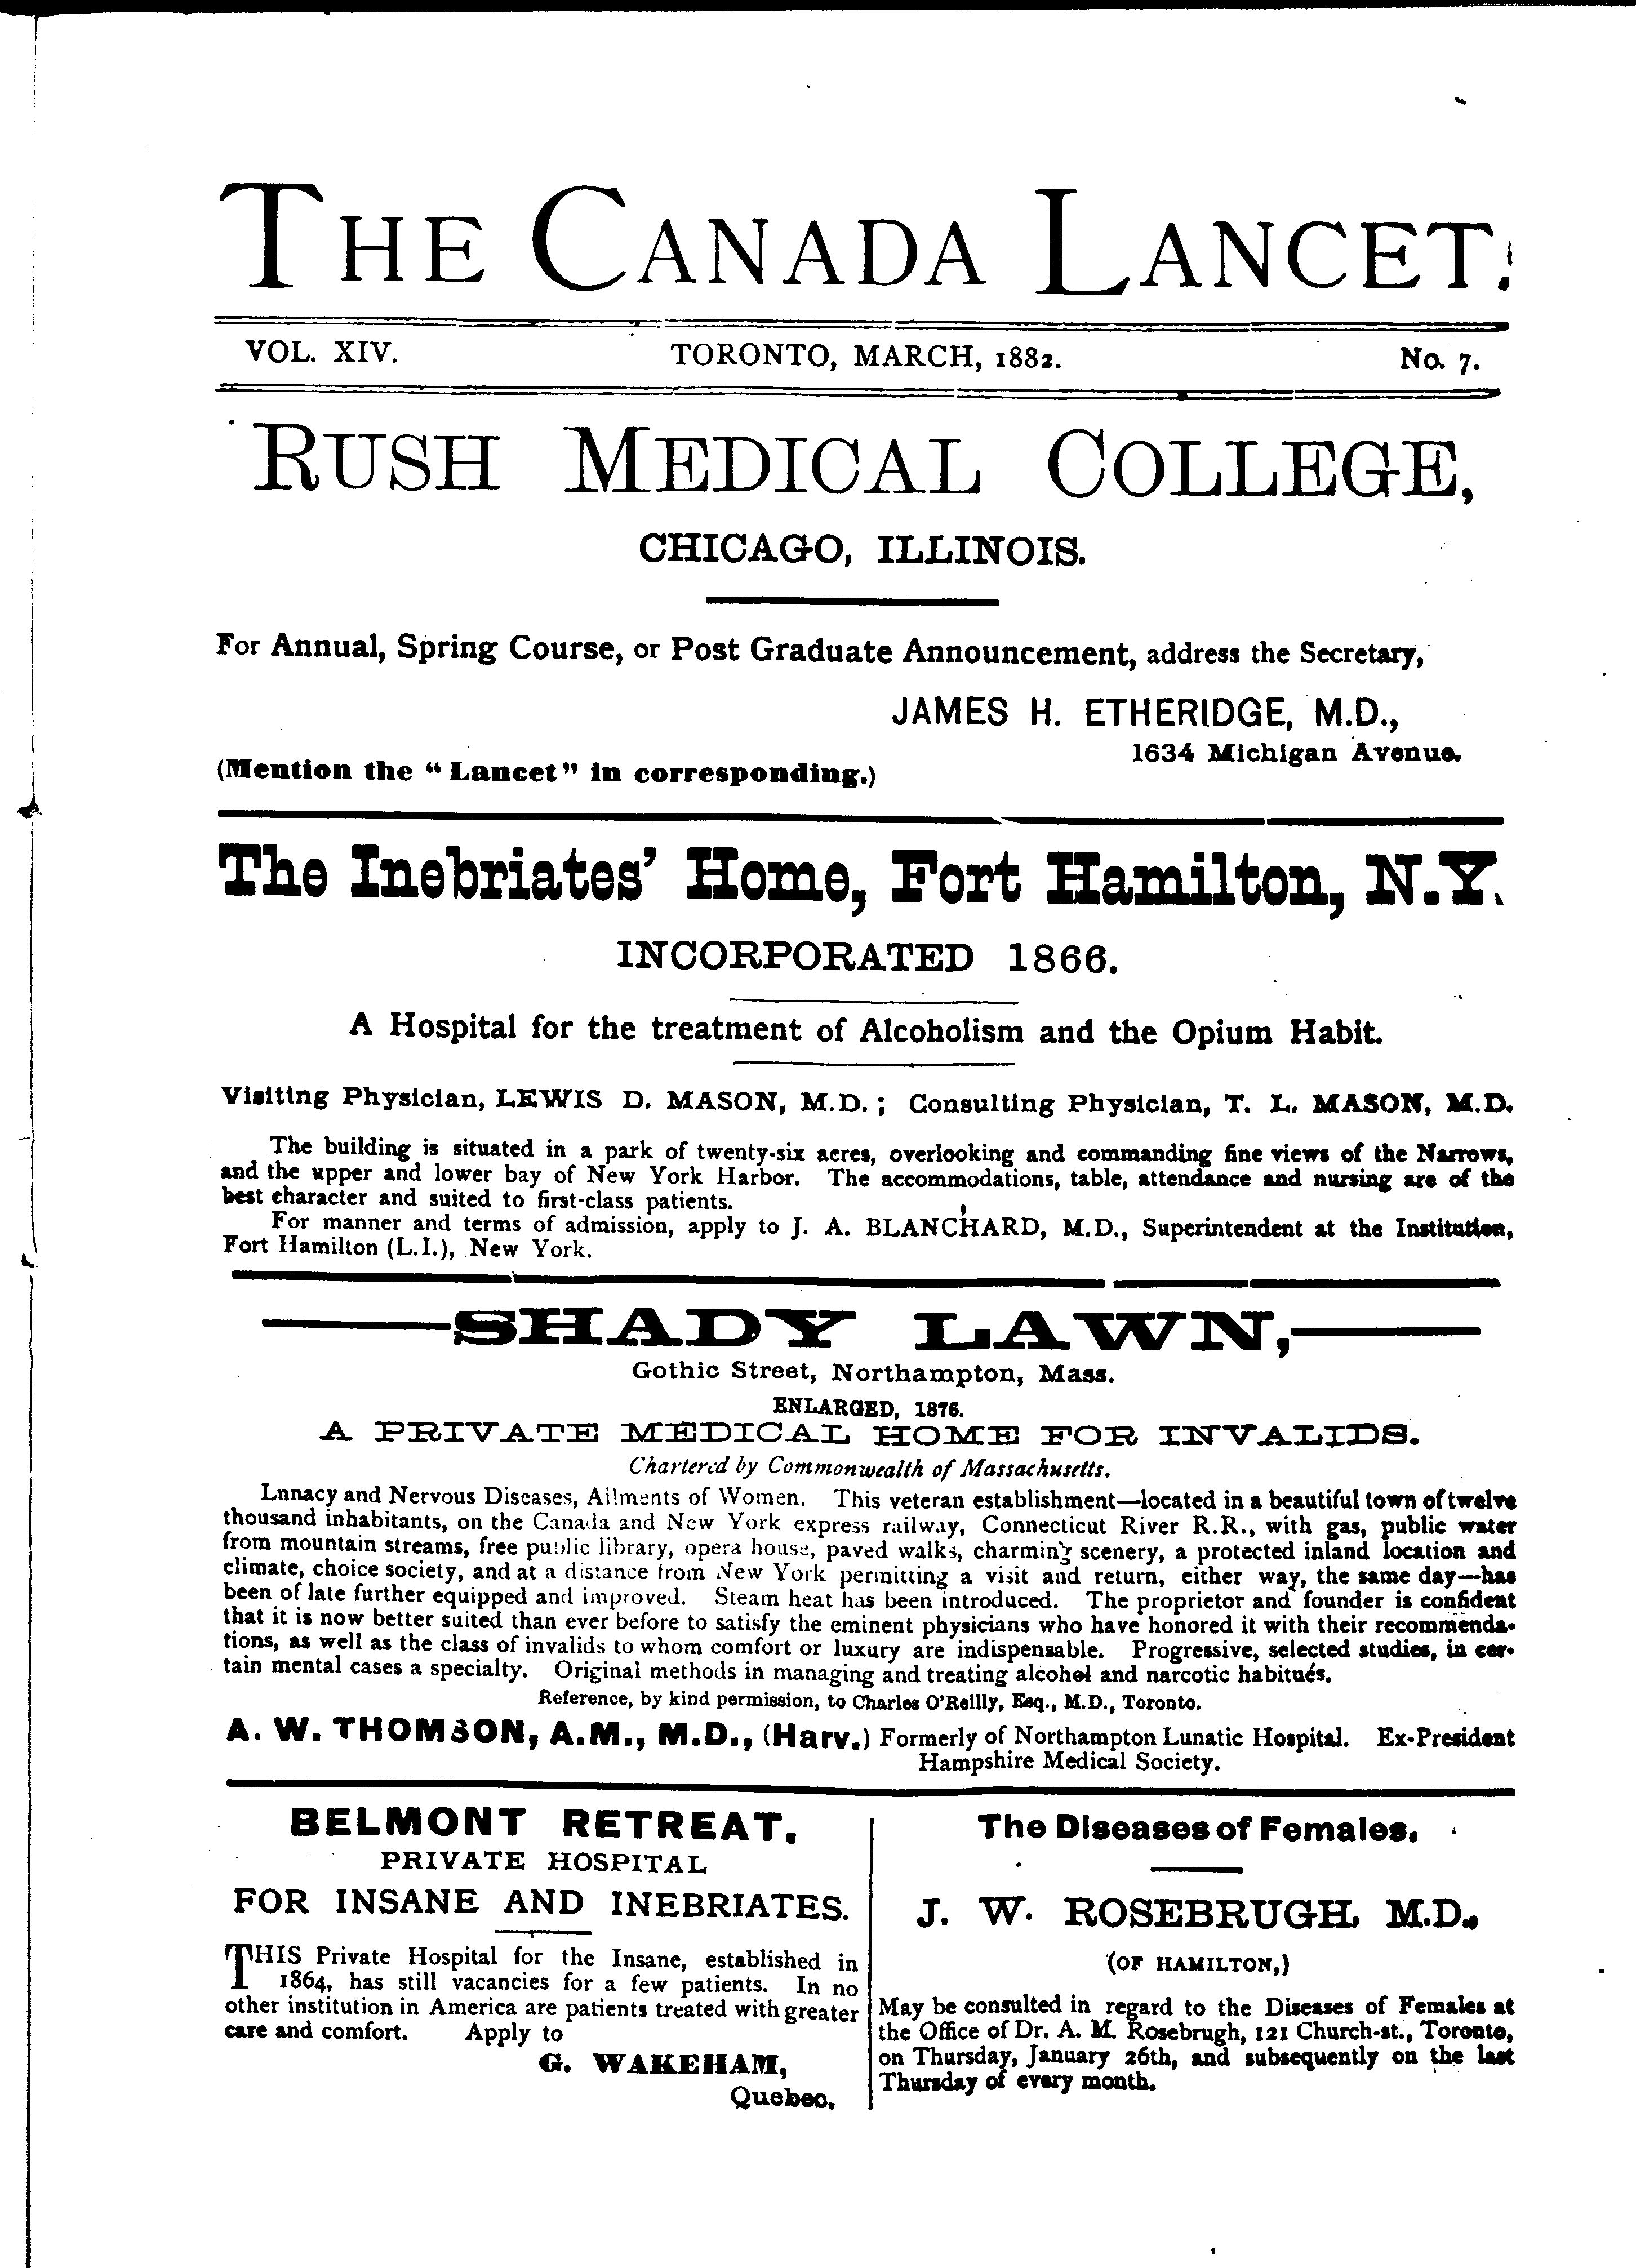 THE CANADA LANCET.
VOL. XIV. TORONTO, MARCH, 1882. No. 7.
RUSH MEDICAL COLLEGE,
CHICAGO, ILLINOIS.
For Annual, Spring Course, or Post Graduate Announcement, address the Secretary,
JAMES H. ETHERIDGE, M.D.,
1634 Michigan Avenue.
(Mention the “Lancet” in corresponding.)
The Inebriates’ Home, Fort Hamilton, N.Y.
INCORPORATED 1866.
A Hospital for the treatment of Alcoholism and the Opium Habit.
Visiting Physician, LEWIS D. MASON, M.D.; Consulting Physician, T. L. MASON, M.D.
The building is situated in a park of twenty-six acres, overlooking and commanding fine views of the Narrows,
and the upper and lower bay of New York Harbor. The accommodations, table, attendance and nursing are of the
best character and suited to first-class patients.
For manner and terms of admission, apply to J. A. BLANCHARD, M.D., Superintendent at the Institution,
Fort Hamilton (L.I.), New York.
SHADY LAWN,
Gothic Street, Northampton, Mass.
ENLARGED, 1876.
A PRIVATE MEDICAL HOME FOR INVALIDS.
Chartered by Commonwealth of Massachusetts.
Lnnacy and Nervous Diseases, Ailments of Women. This veteran establishment—located in a beautiful town of twelve
thousand inhabitants, on the Canada and New York express railway, Connecticut River R.R., with gas, public water
from mountain streams, free public library, opera house, paved walks, charming scenery, a protected inland location and
climate, choice society, and at a distance from New York permitting a visit and return, either way, the same day—has
been of late further equipped and improved. Steam heat has been introduced. The proprietor and founder is confident
that it is now better suited than ever before to satisfy the eminent physicians who have honored it with their recommenda-
tions, as well as the class of invalids to whom comfort or luxury are indispensable. Progressive, selected studies, in cer-
tain mental cases a specialty. Original methods in managing and treating alcohol and narcotic habitués.
Reference, by kind permission, to Charles O’Reilly, Esq., M.D., Toronto.
A. W. THOMSON, A.M., M.D., (Harv.) Formerly of Northampton Lunatic Hospital. Ex-President
Hampshire Medical Society.
BELMONT RETREAT,
PRIVATE HOSPITAL
FOR INSANE AND INEBRIATES.
THIS Private Hospital for the Insane, established in
1864, has still vacancies for a few patients. In no
other institution in America are patients treated with greater
care and comfort. Apply to
G. WAKEHAM,
Quebec.
The Diseases of Females.
J. W. ROSEBRUGH, M.D.,
(OF HAMILTON,)
May be consulted in regard to the Diseases of Females at
the Office of Dr. A. M. Rosebrugh, 121 Church-st., Toronto,
on Thursday, January 26th, and subsequently on the last
Thursday of every month.